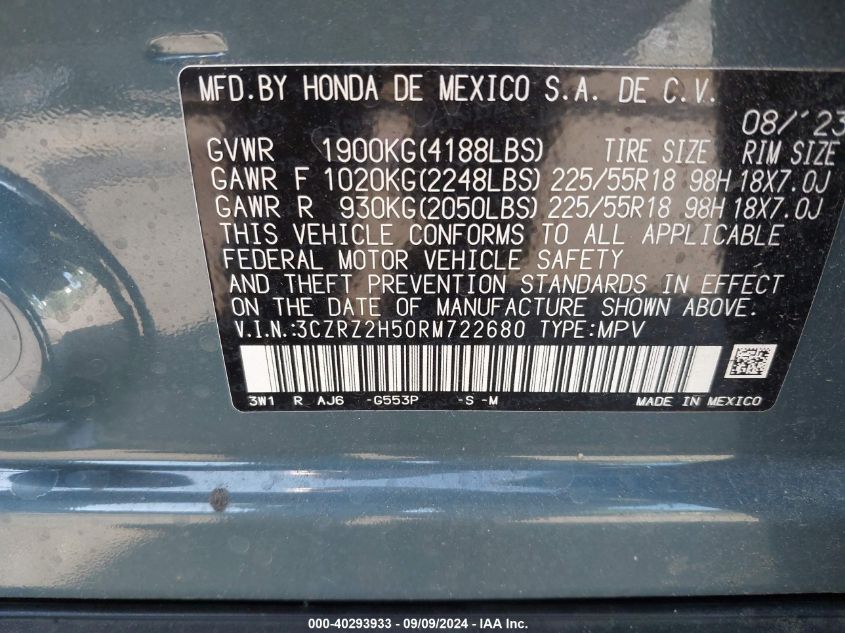 MFD.BY HONDA DE MEXICO S.A. DE C.V.
08/'23
GVWR 1900KG(4188LBS) TIRE SIZE RIM SIZE
GAWR F 1020KG(2248LBS) 225/55R18 98H 18X7.0J
GAWR R 930KG(2050LBS) 225/55R18 98H 18X7.0J
THIS VEHICLE CONFORMS TO ALL APPLICABLE
FEDERAL MOTOR VEHICLE SAFETY
AND THEFT PREVENTION STANDARDS IN EFFECT
ON THE DATE OF MANUFACTURE SHOWN ABOVE.
V.I.N.:3CZRZ2H50RM722680 TYPE:MPV
3W1 R AJ6 -G553P -S -M MADE IN MEXICO
000-40293933 - 09/09/2024 - IAA Inc.